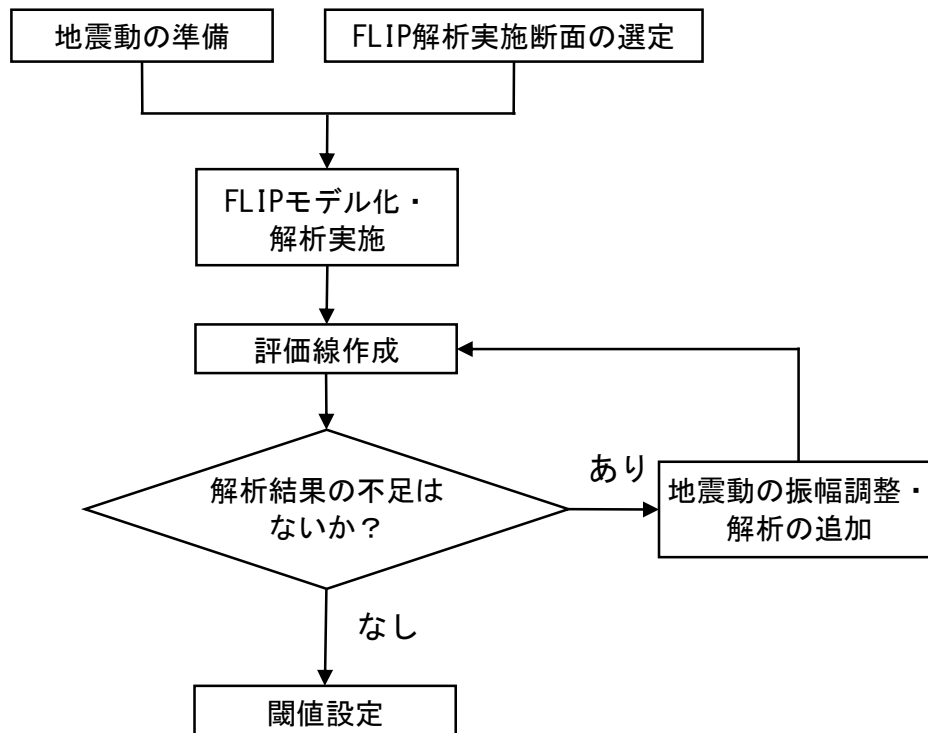 地震動の準備
FLIP解析実施断面の選定
FLIPモデル化・
解析実施
評価線作成
解析結果の不足は
ないか？
あり
地震動の振幅調整・
解析の追加
なし
閾値設定